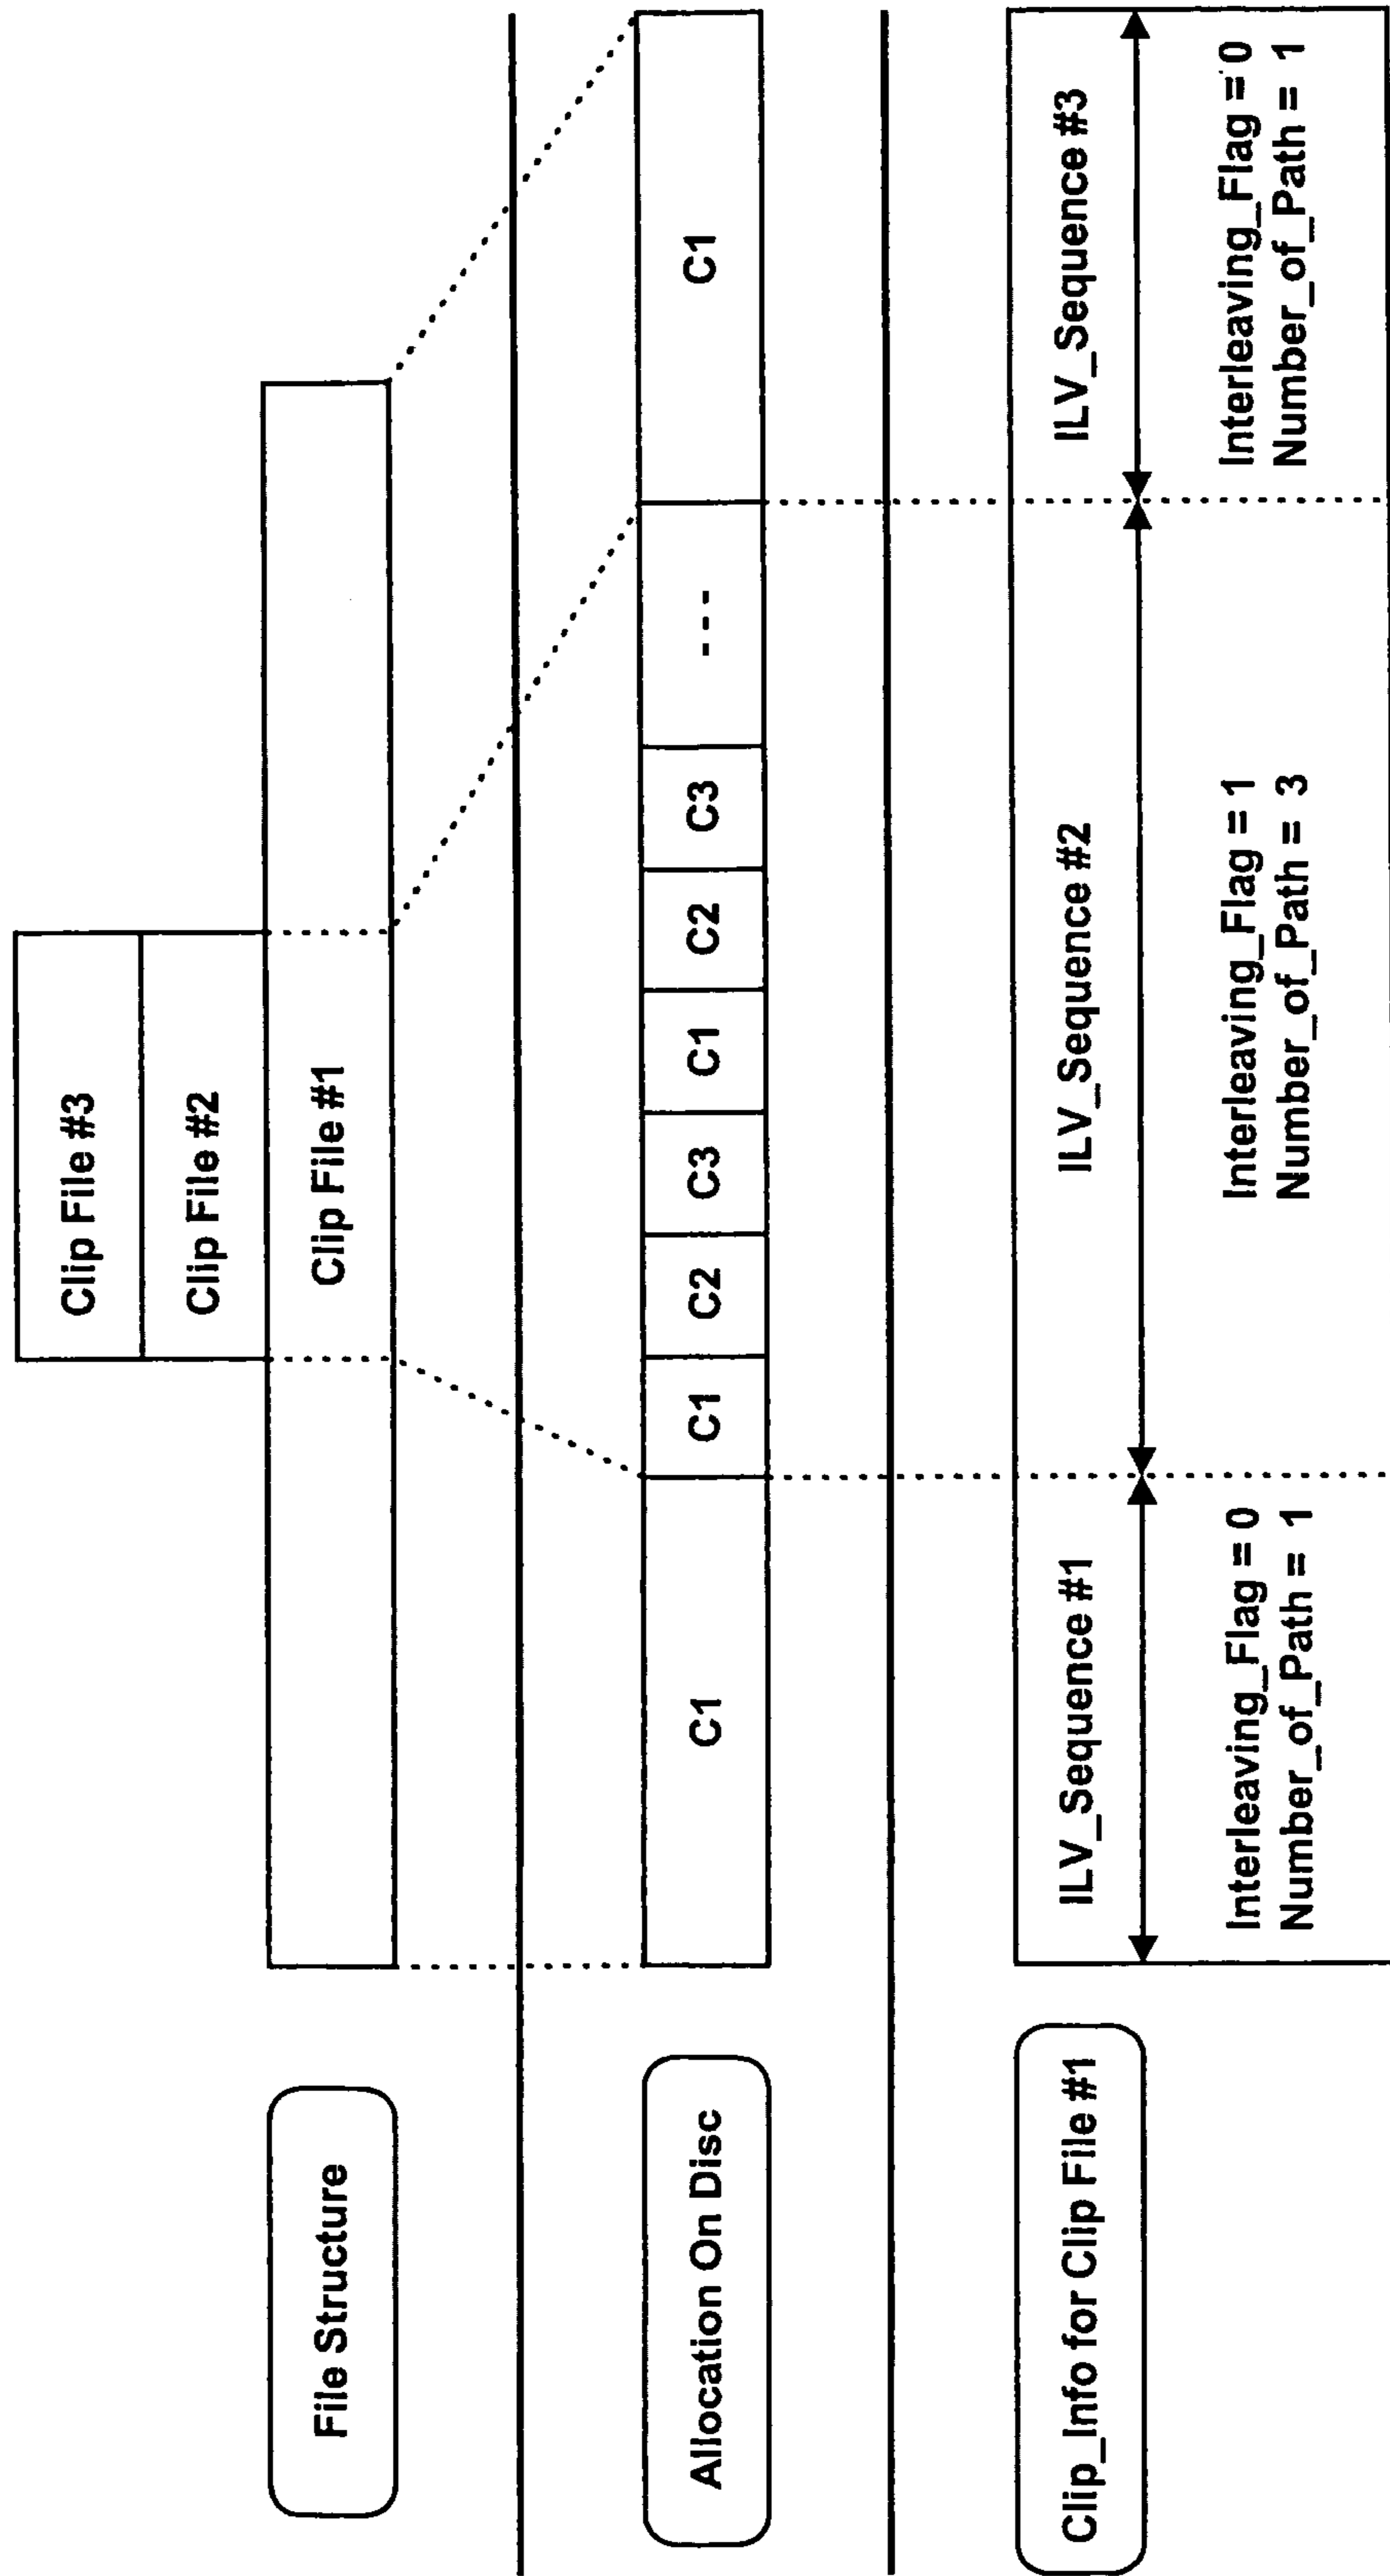 Clip File #3
Clip File #2
File Structure
Clip File #1
Allocation On Disc
C1
C1
C2
C3
C1
C2
C3
---
C1
Clip_Info for Clip File #1
ILV_Sequence #1
ILV_Sequence #2
ILV_Sequence #3
Interleaving_Flag = 0
Number_of_Path = 1
Interleaving_Flag = 1
Number_of_Path = 3
Interleaving_Flag = 0
Number_of_Path = 1